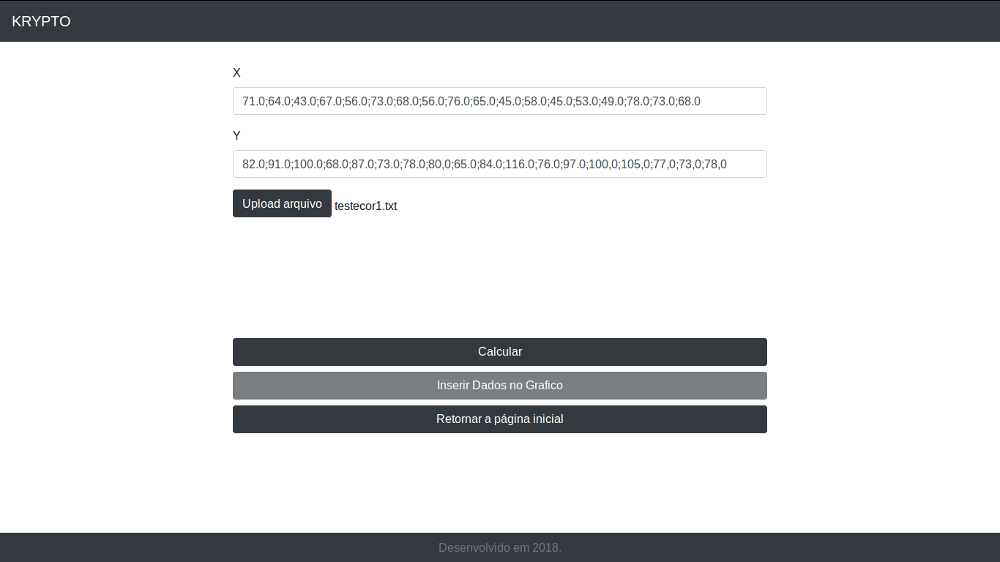 KRYPTO
X
71.0;64.0;43.0;67.0;56.0;73.0;68.0;56.0;76.0;65.0;45.0;58.0;45.0;53.0;49.0;78.0;73.0;68.0
Y
82.0;91.0;100.0;68.0;87.0;73.0;78.0;80,0;65.0;84.0;116.0;76.0;97.0;100,0;105,0;77,0;73,0;78,0
Upload arquivo testecor1.txt
Calcular
Inserir Dados no Grafico
Retornar a página inicial
Desenvolvido em 2018.